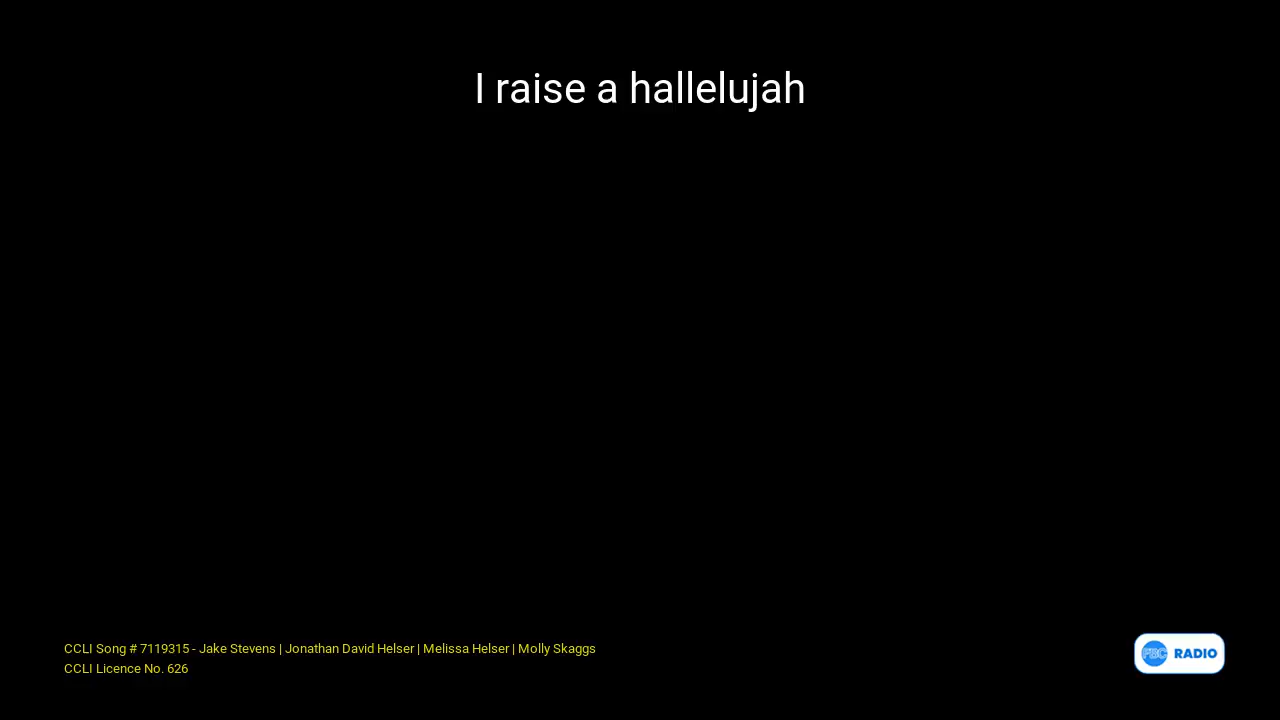 I raise a hallelujah
CCLI Song # 7119315 - Jake Stevens | Jonathan David Helser | Melissa Helser | Molly Skaggs
CCLI Licence No. 626
FBC RADIO